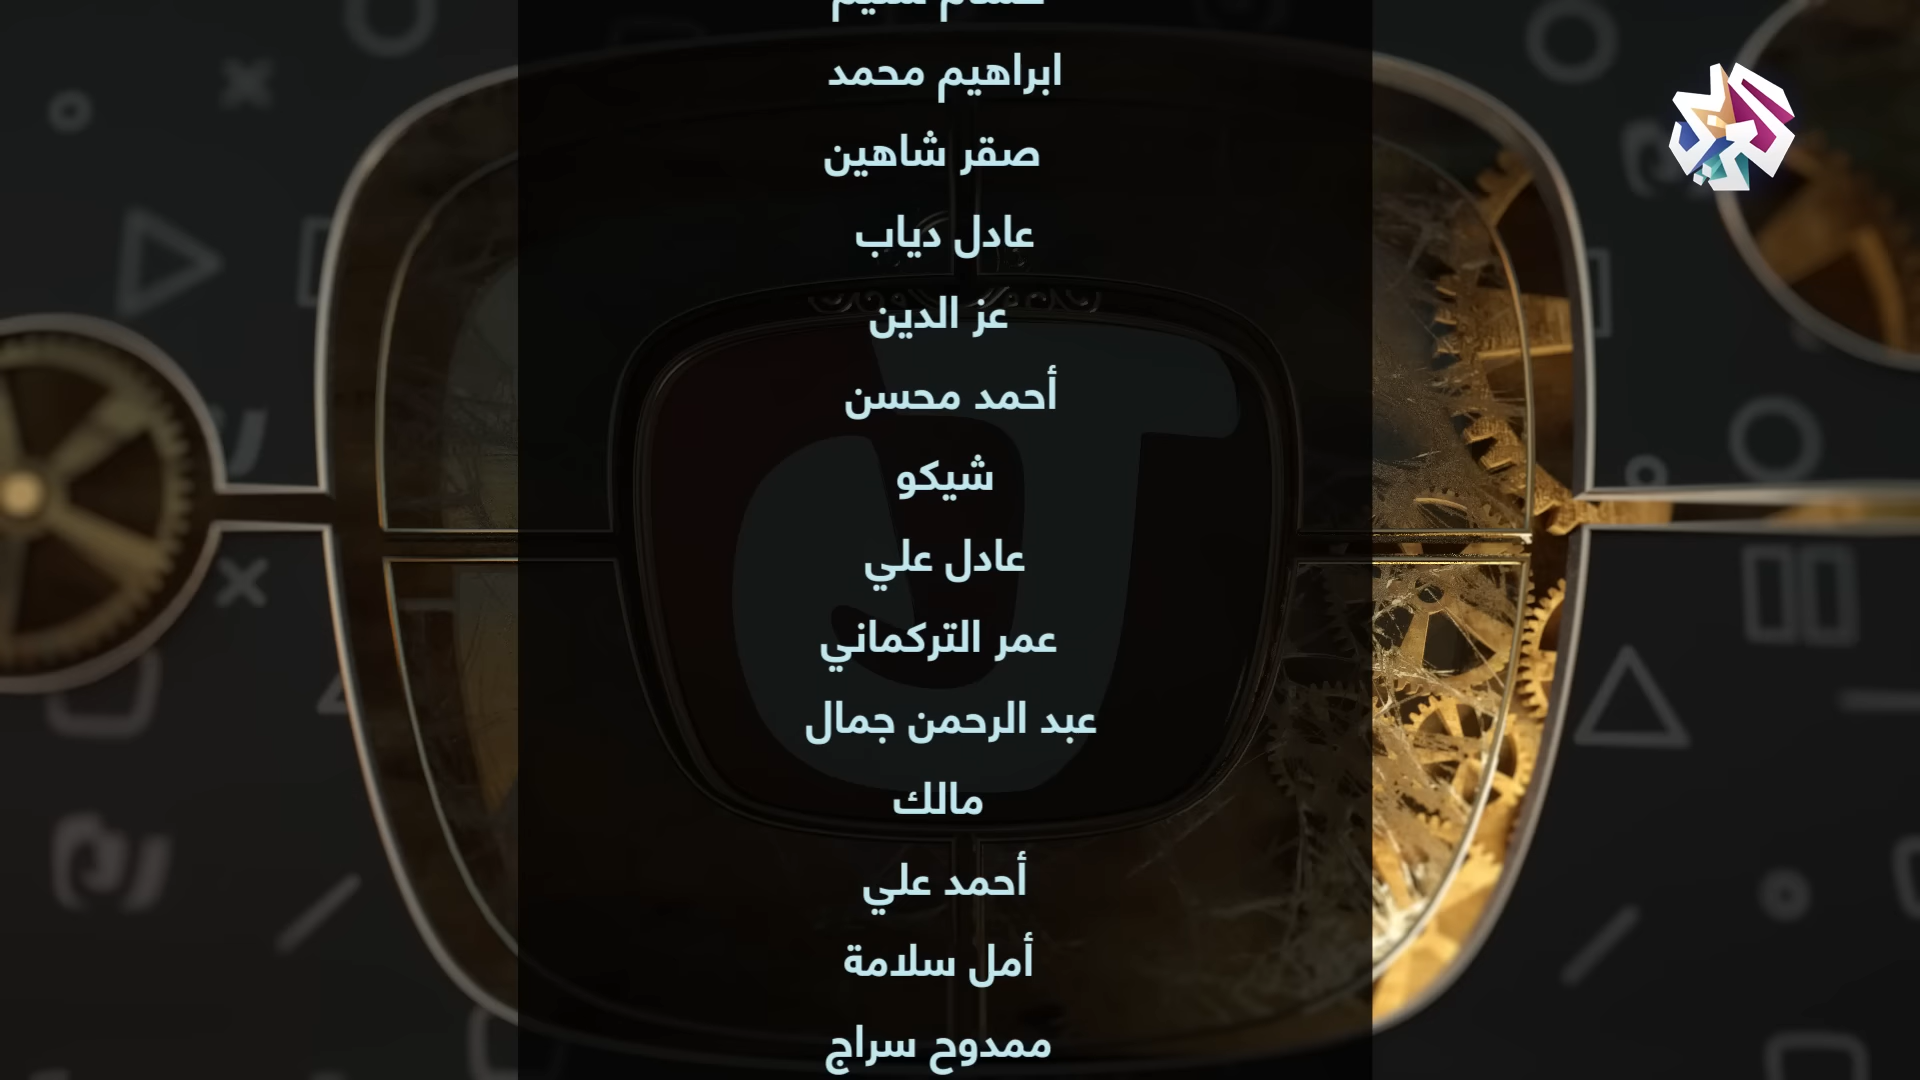 ابراهيم محمد
صقر شاهين
عادل دياب
عز الدين
أحمد محسن
شيكو
عادل علي
عمر التركماني
عبد الرحمن جمال
مالك
أحمد علي
أمل سلامة
ممدوح سراج